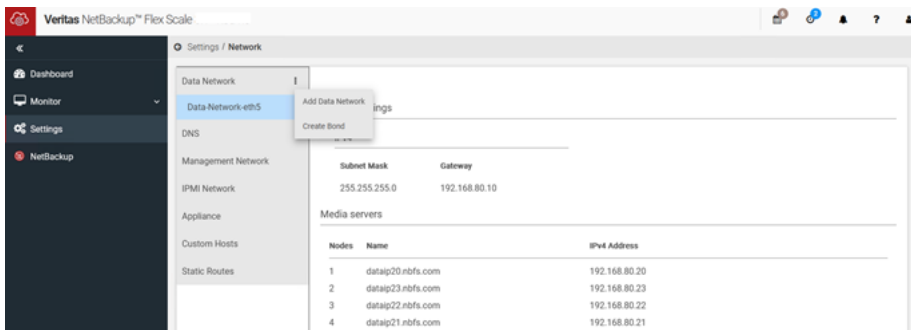 Veritas NetBackup™ Flex Scale
?
«
Settings / Network
Dashboard
Monitor
Settings
NetBackup
Data Network
Data-Network-eth5
DNS
Management Network
IPMI Network
Appliance
Custom Hosts
Static Routes
Add Data Network
Create Bond
ings
Subnet Mask Gateway
255.255.255.0 192.168.80.10
Media servers
Nodes Name IPv4 Address
1 dataip20.nbfs.com 192.168.80.20
2 dataip23.nbfs.com 192.168.80.23
3 dataip22.nbfs.com 192.168.80.22
4 dataip21.nbfs.com 192.168.80.21